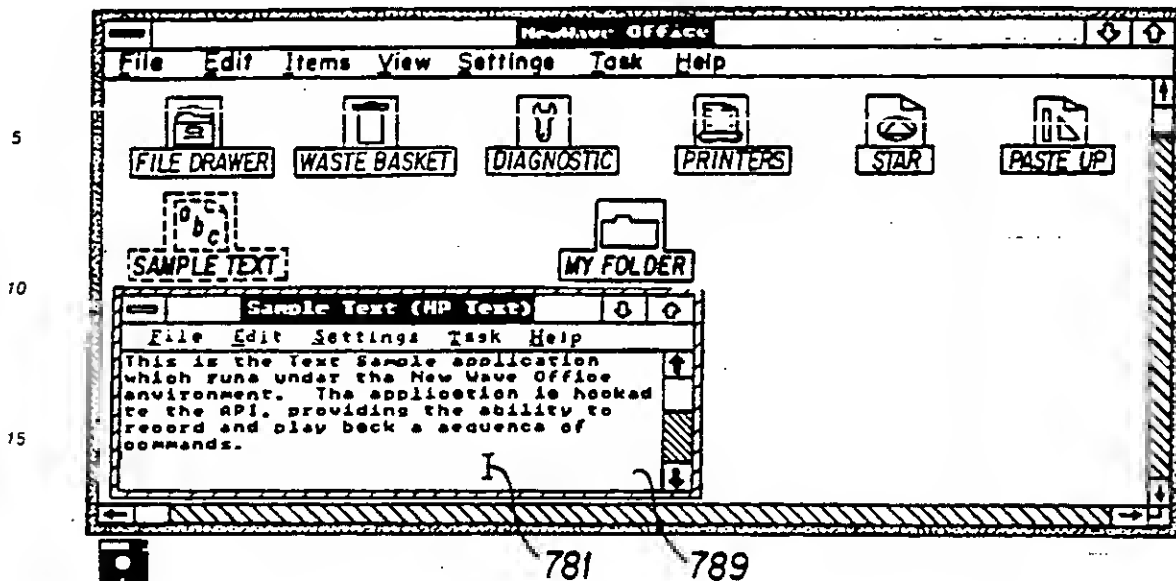 NewWave Office
File Edit Items View Settings Task Help
5
FILE DRAWER WASTE BASKET DIAGNOSTIC PRINTERS STAR PASTE UP
a b c
SAMPLE TEXT MY FOLDER
10
Sample Text (HP Text)
File Edit Settings Task Help
This is the Text Sample application
which runs under the New Wave Office
environment. The application is hooked
to the API, providing the ability to
15
record and play back a sequence of
commands.
781 789